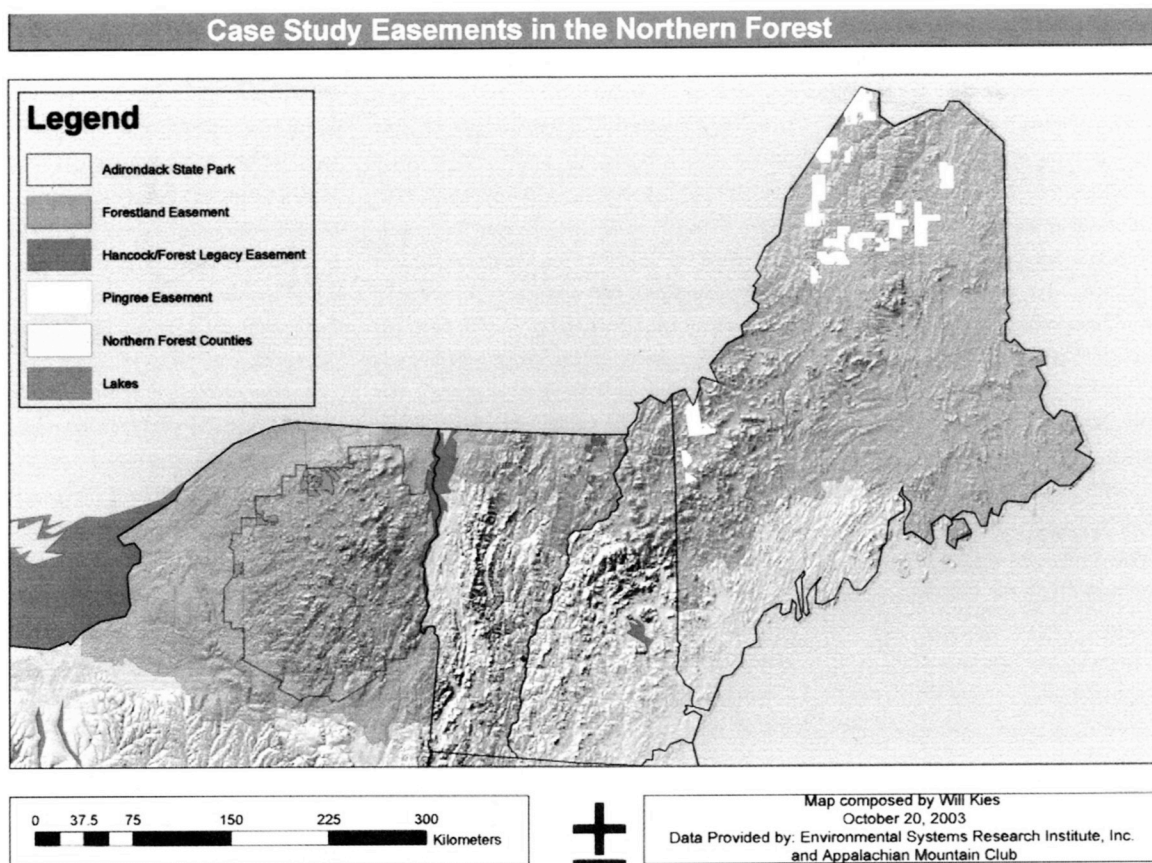 Case Study Easements in the Northern Forest
Legend
Adirondack State Park
Forestland Easement
Hancock/Forest Legacy Easement
Pingree Easement
Northern Forest Counties
Lakes
0 37.5 75 150 225 300
Kilometers
Map composed by Will Kies
October 20, 2003
Data Provided by: Environmental Systems Research Institute, Inc.
and Appalachian Mountain Club